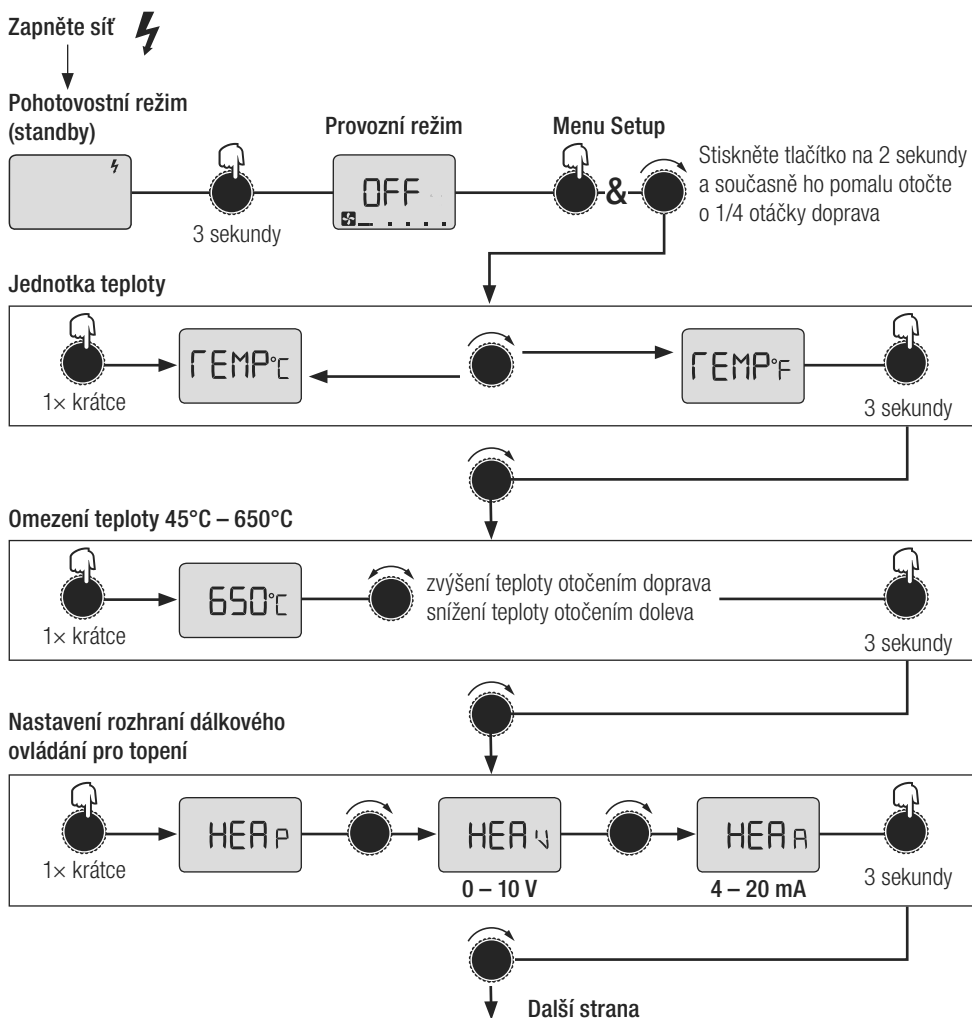 Zapněte síť
Pohotovostní režim
(standby)
3 sekundy
Provozní režim
OFF
Menu Setup
&
Stiskněte tlačítko na 2 sekundy
a současně ho pomalu otočte
o 1/4 otáčky doprava
Jednotka teploty
1× krátce
TEMP°C
TEMP°F
3 sekundy
Omezení teploty 45°C – 650°C
1× krátce
650°C
zvýšení teploty otočením doprava
snížení teploty otočením doleva
3 sekundy
Nastavení rozhraní dálkového
ovládání pro topení
1× krátce
HEA P
HEA V
0 – 10 V
HEA A
4 – 20 mA
3 sekundy
Další strana